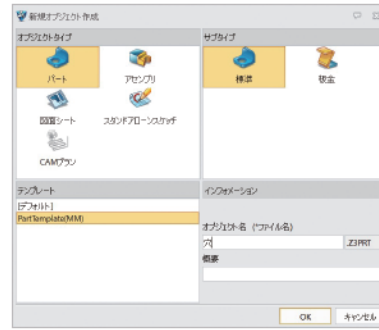 新規オブジェクト作成
オブジェクトタイプ
サブタイプ
パート
アセンブリ
標準
板金
図面シート
スタンドアローンスケッチ
CAMプラン
テンプレート
インフォメーション
[デフォルト]
PartTemplate(MM)
オブジェクト名 (*ファイル名)
穴
.Z3PRT
概要
OK
キャンセル